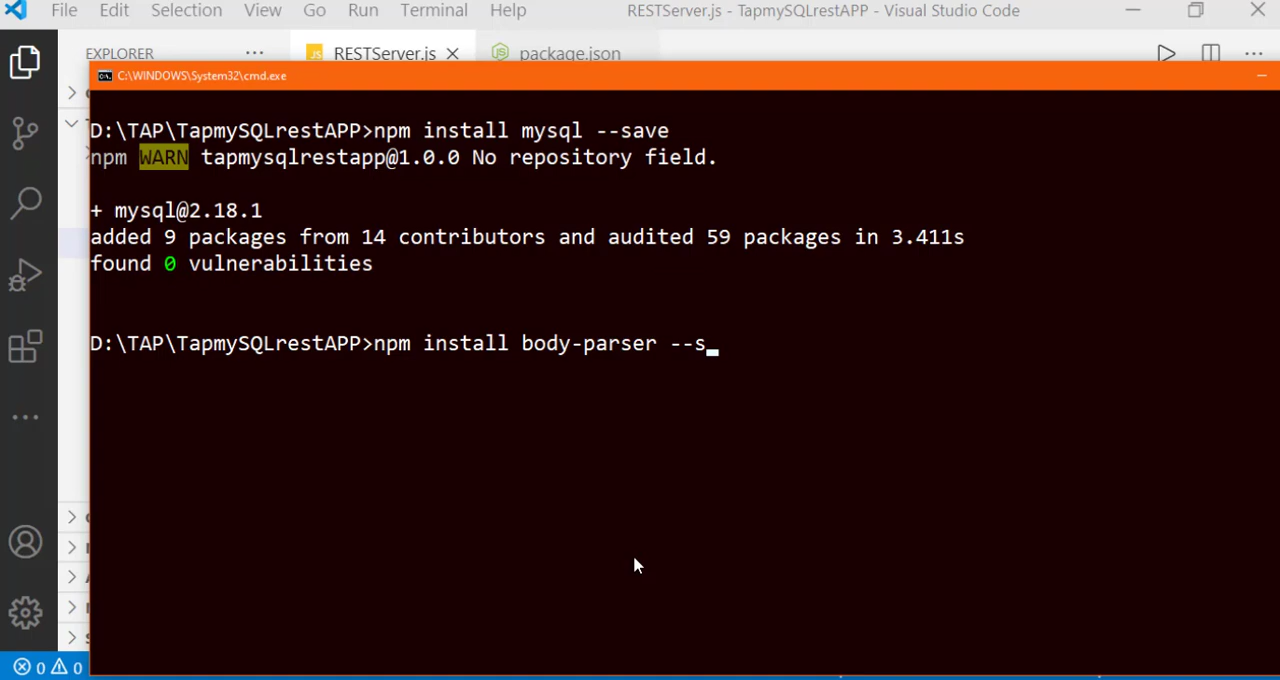 File Edit Selection View Go Run Terminal Help RESTServer.js - TapmySQLrestAPP - Visual Studio Code
EXPLORER ... JS RESTServer.js package.json ...
C:\WINDOWS\System32\cmd.exe
D:\TAP\TapmySQLrestAPP>npm install mysql --save
npm WARN tapmysqlrestapp@1.0.0 No repository field.
+ mysql@2.18.1
added 9 packages from 14 contributors and audited 59 packages in 3.411s
found 0 vulnerabilities
D:\TAP\TapmySQLrestAPP>npm install body-parser --s
0 0